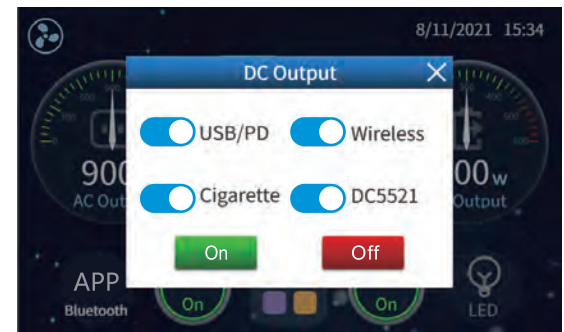 8/11/2021 15:34
DC Output
USB/PD
Wireless
900
00w
AC Out
Output
Cigarette
DC5521
On
Off
APP
Bluetooth
On
On
LED